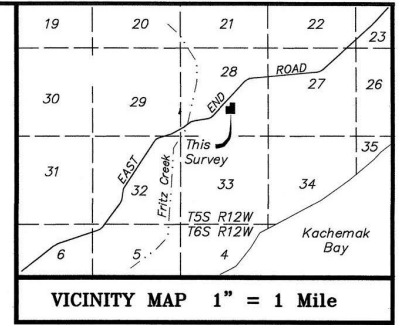 19 20 21 22 23
30 29 28 27 26
EAST END ROAD
Fritz Creek
This
Survey
31 32 33 34 35
T5S R12W
T6S R12W
6 5 4
Kachemak
Bay
VICINITY MAP 1" = 1 Mile